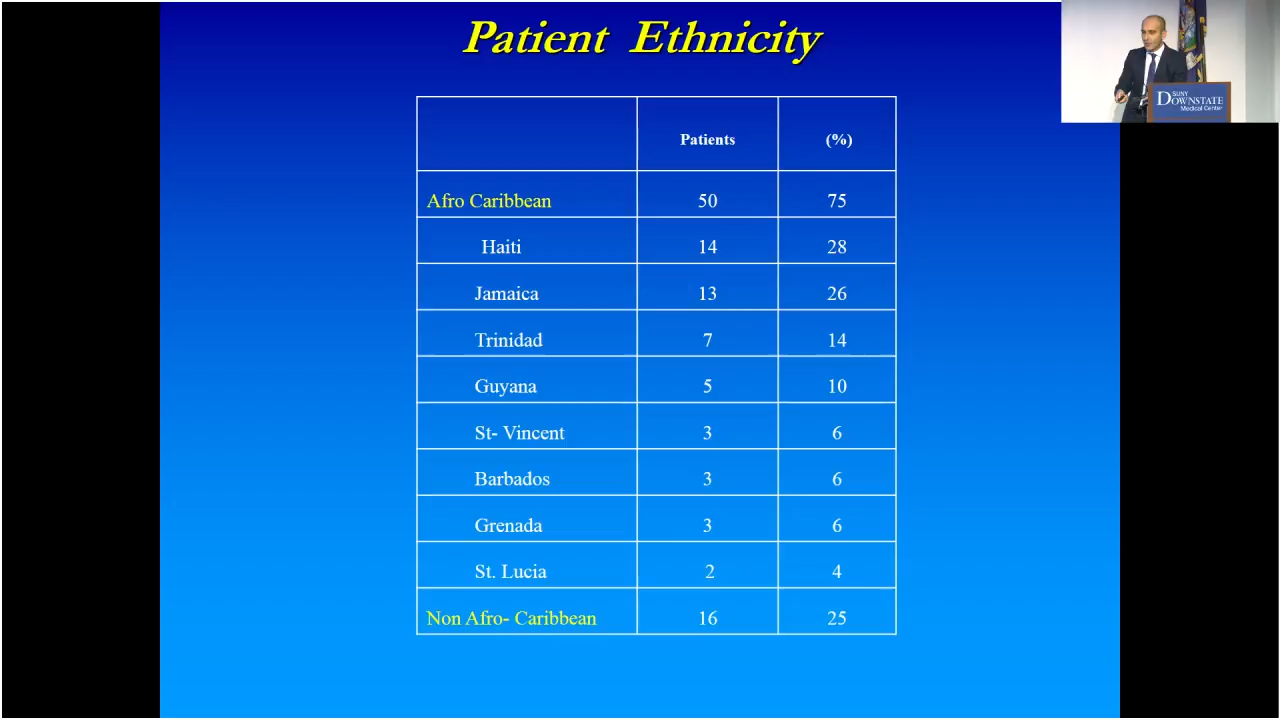 Patient Ethnicity
SUNY
DOWNSTATE
Medical Center
Patients (%)
Afro Caribbean 50 75
Haiti 14 28
Jamaica 13 26
Trinidad 7 14
Guyana 5 10
St- Vincent 3 6
Barbados 3 6
Grenada 3 6
St. Lucia 2 4
Non Afro- Caribbean 16 25